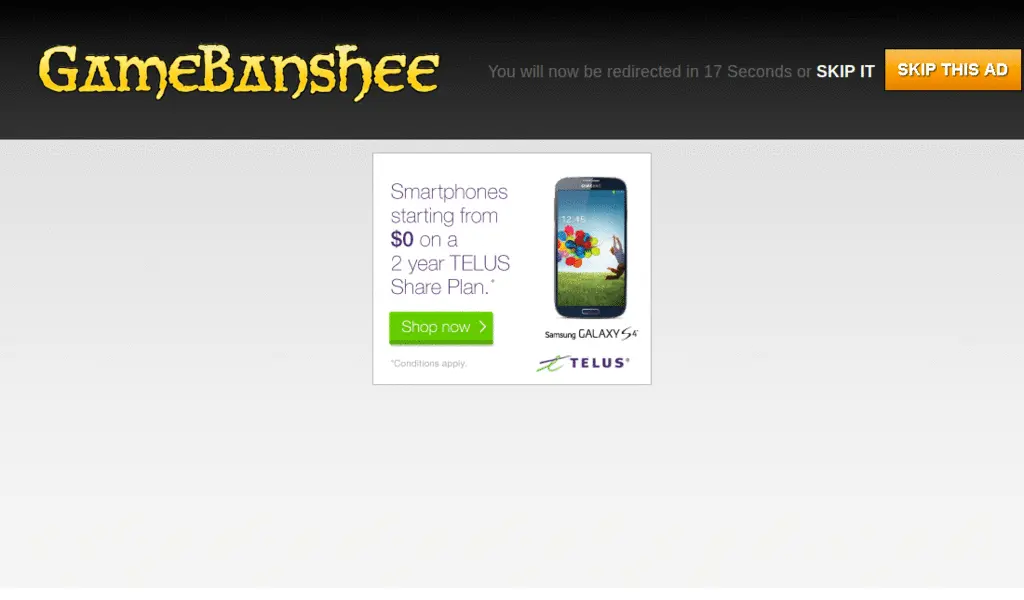 GameBanshee
You will now be redirected in 17 Seconds or SKIP IT
SKIP THIS AD
Smartphones
starting from
$0 on a
2 year TELUS
Share Plan.*
Shop now
*Conditions apply.
SAMSUNG
12:45
Samsung GALAXY S4
TELUS®